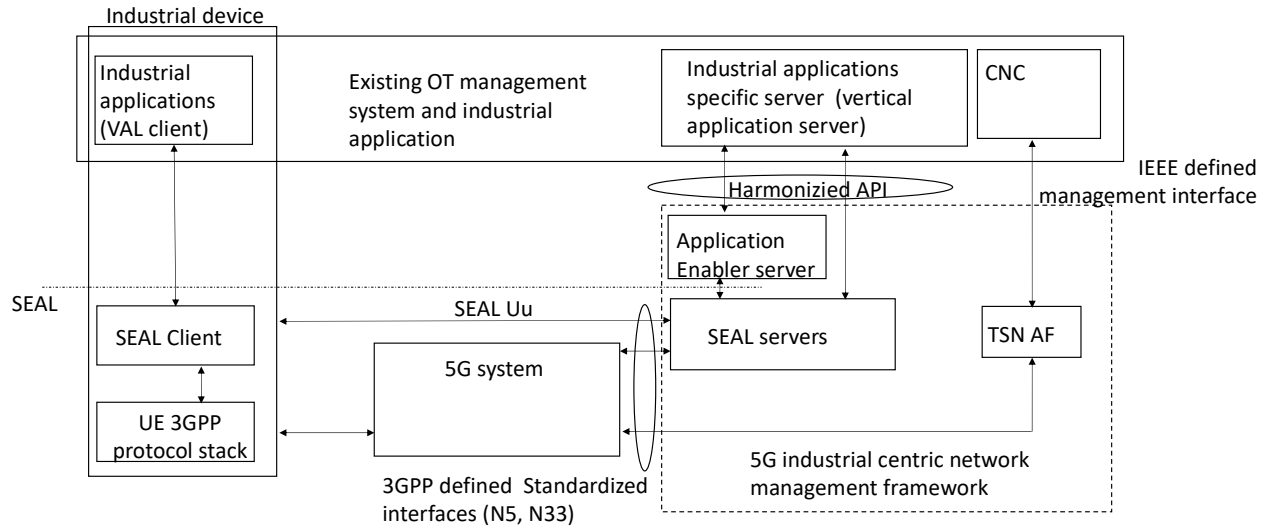 Industrial device
Industrial
applications
(VAL client)
Existing OT management
system and industrial
application
Industrial applications
specific server (vertical
application server)
CNC
IEEE defined
management interface
Harmonizied API
Application
Enabler server
SEAL
SEAL Uu
SEAL Client
SEAL servers
TSN AF
5G system
UE 3GPP
protocol stack
5G industrial centric network
management framework
3GPP defined Standardized
interfaces (N5, N33)